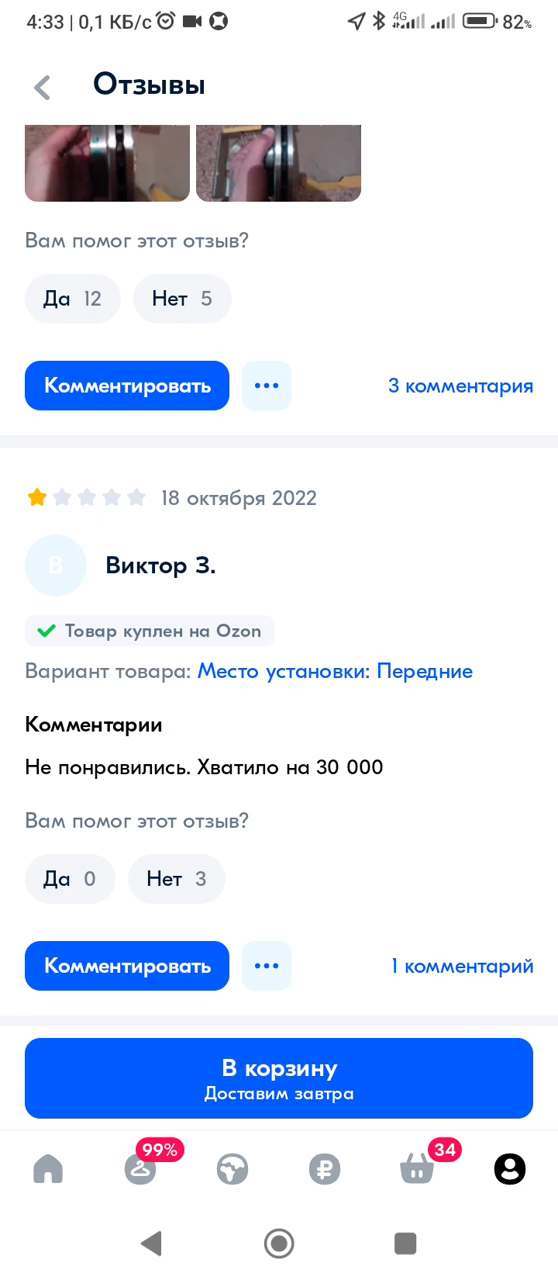 4:33 | 0,1 КБ/с 4G 82%
Отзывы
Вам помог этот отзыв?
Да 12 Нет 5
Комментировать 3 комментария
18 октября 2022
В Виктор З.
Товар куплен на Ozon
Вариант товара: Место установки: Передние
Комментарии
Не понравились. Хватило на 30 000
Вам помог этот отзыв?
Да 0 Нет 3
Комментировать 1 комментарий
В корзину
Доставим завтра
99% 34